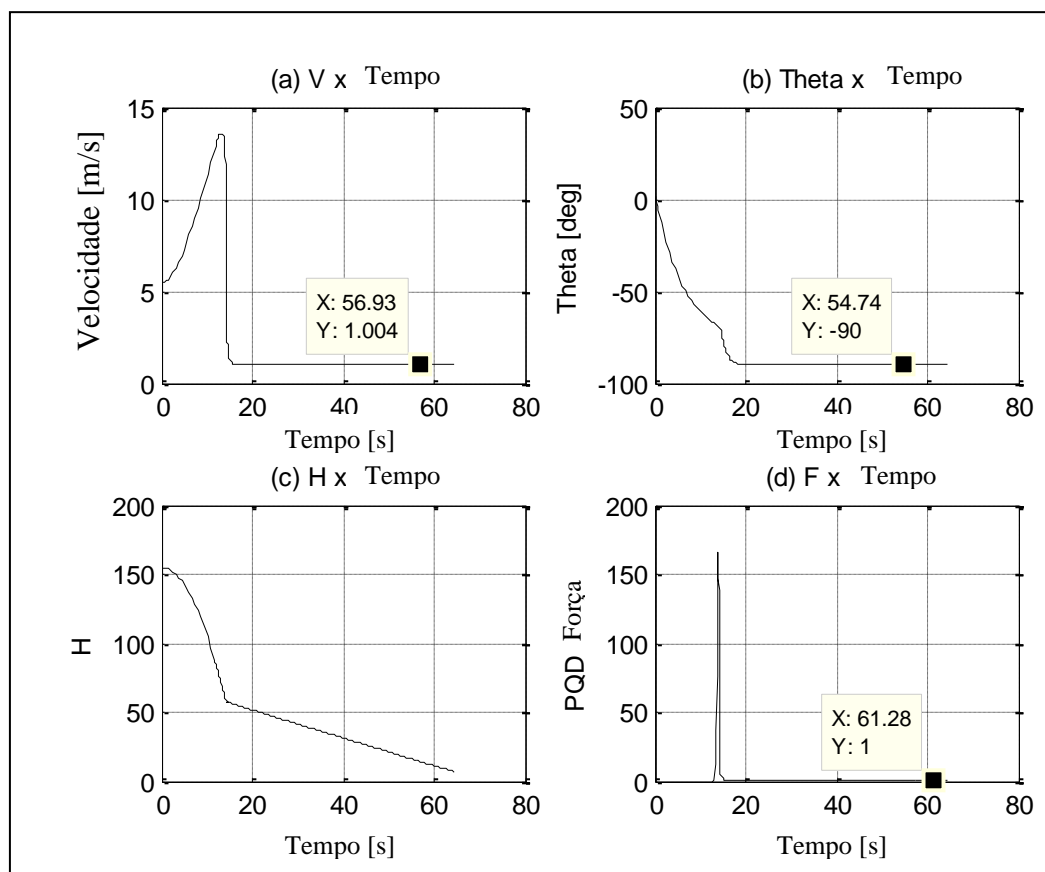 (a) V x Tempo
15
10
5
0
Velocidade [m/s]
X: 56.93
Y: 1.004
0 20 40 60 80
Tempo [s]
(b) Theta x Tempo
50
0
-50
-100
Theta [deg]
X: 54.74
Y: -90
0 20 40 60 80
Tempo [s]
(c) H x Tempo
200
150
100
50
0
H
0 20 40 60 80
Tempo [s]
(d) F x Tempo
200
150
100
50
0
PQD Força
X: 61.28
Y: 1
0 20 40 60 80
Tempo [s]